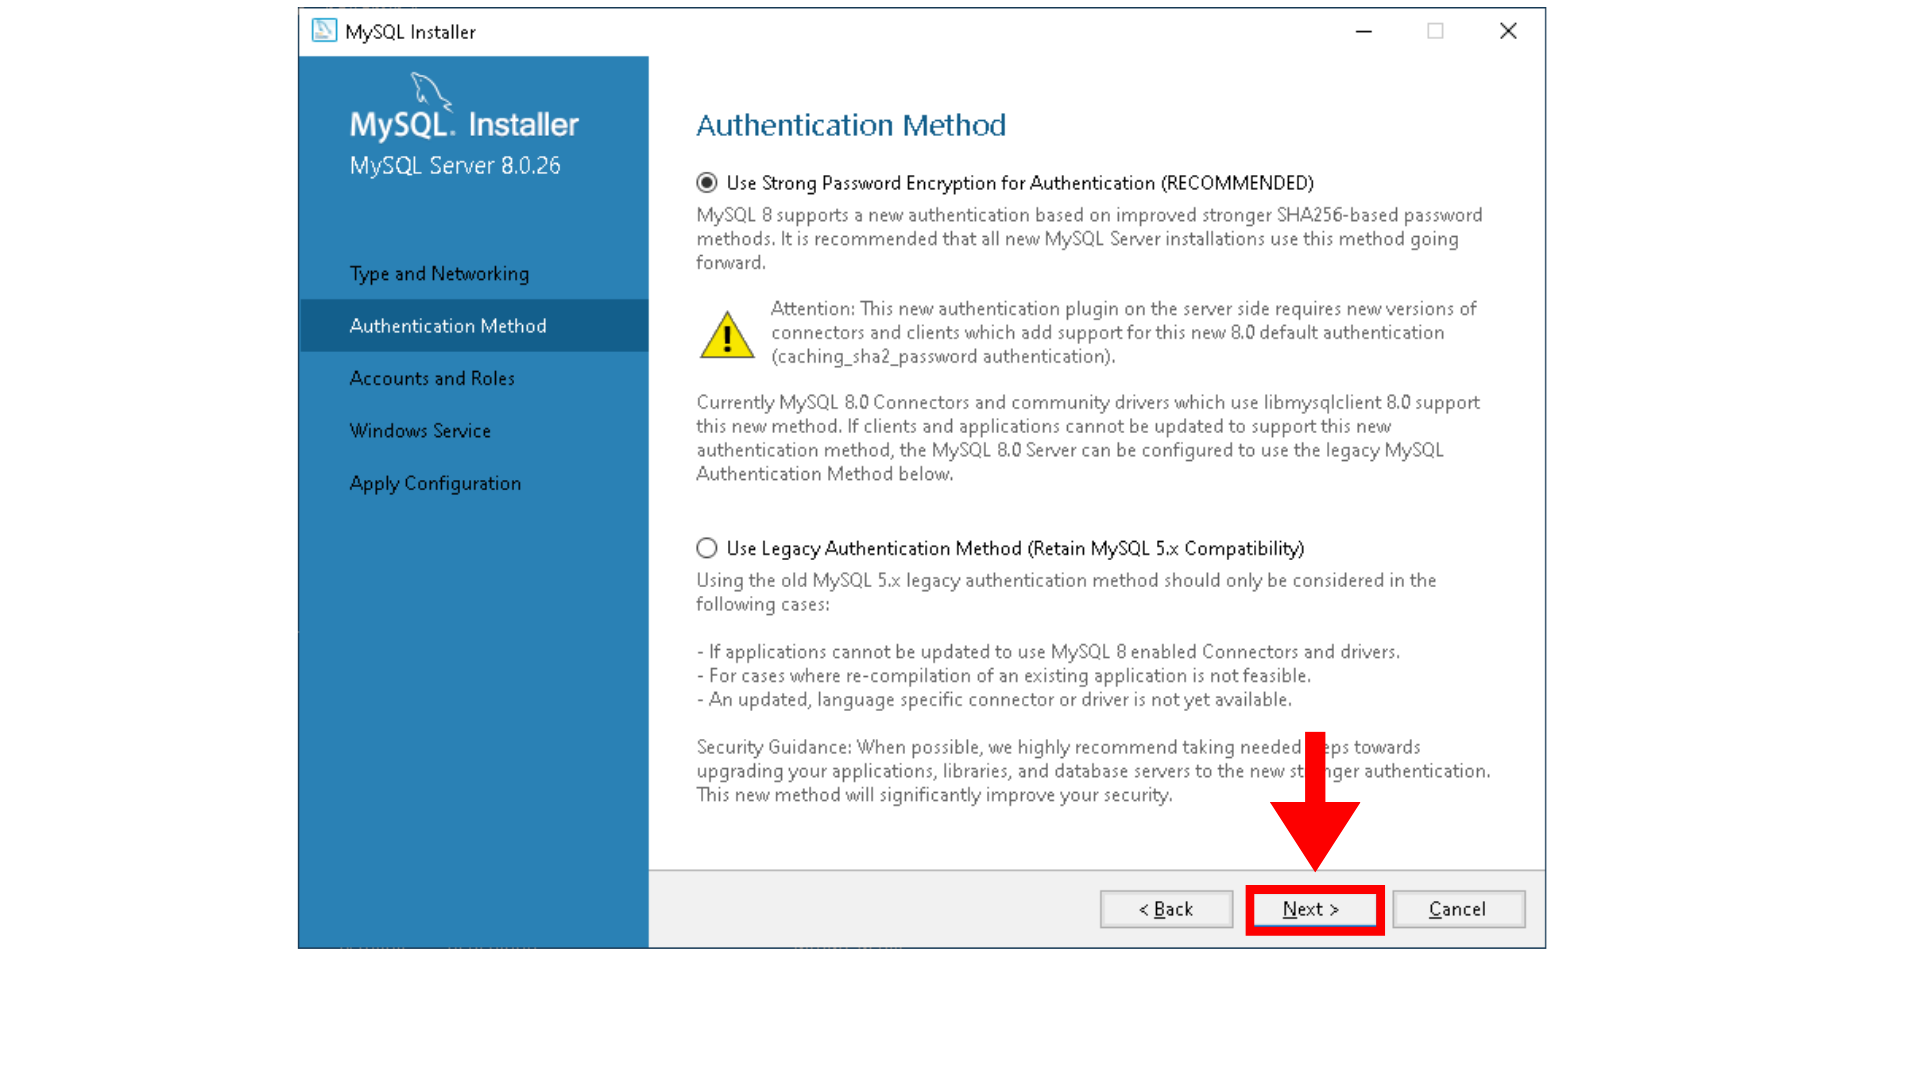 MySQL Installer
MySQL. Installer
MySQL Server 8.0.26
Type and Networking
Authentication Method
Accounts and Roles
Windows Service
Apply Configuration
Authentication Method
Use Strong Password Encryption for Authentication (RECOMMENDED)
MySQL 8 supports a new authentication based on improved stronger SHA256-based password
methods. It is recommended that all new MySQL Server installations use this method going
forward.
Attention: This new authentication plugin on the server side requires new versions of
connectors and clients which add support for this new 8.0 default authentication
(caching_sha2_password authentication).
Currently MySQL 8.0 Connectors and community drivers which use libmysqlclient 8.0 support
this new method. If clients and applications cannot be updated to support this new
authentication method, the MySQL 8.0 Server can be configured to use the legacy MySQL
Authentication Method below.
Use Legacy Authentication Method (Retain MySQL 5.x Compatibility)
Using the old MySQL 5.x legacy authentication method should only be considered in the
following cases:
- If applications cannot be updated to use MySQL 8 enabled Connectors and drivers.
- For cases where re-compilation of an existing application is not feasible.
- An updated, language specific connector or driver is not yet available.
Security Guidance: When possible, we highly recommend taking needed towards
upgrading your applications, libraries, and database servers to the new authentication.
This new method will significantly improve your security.
< Back
Next >
Cancel